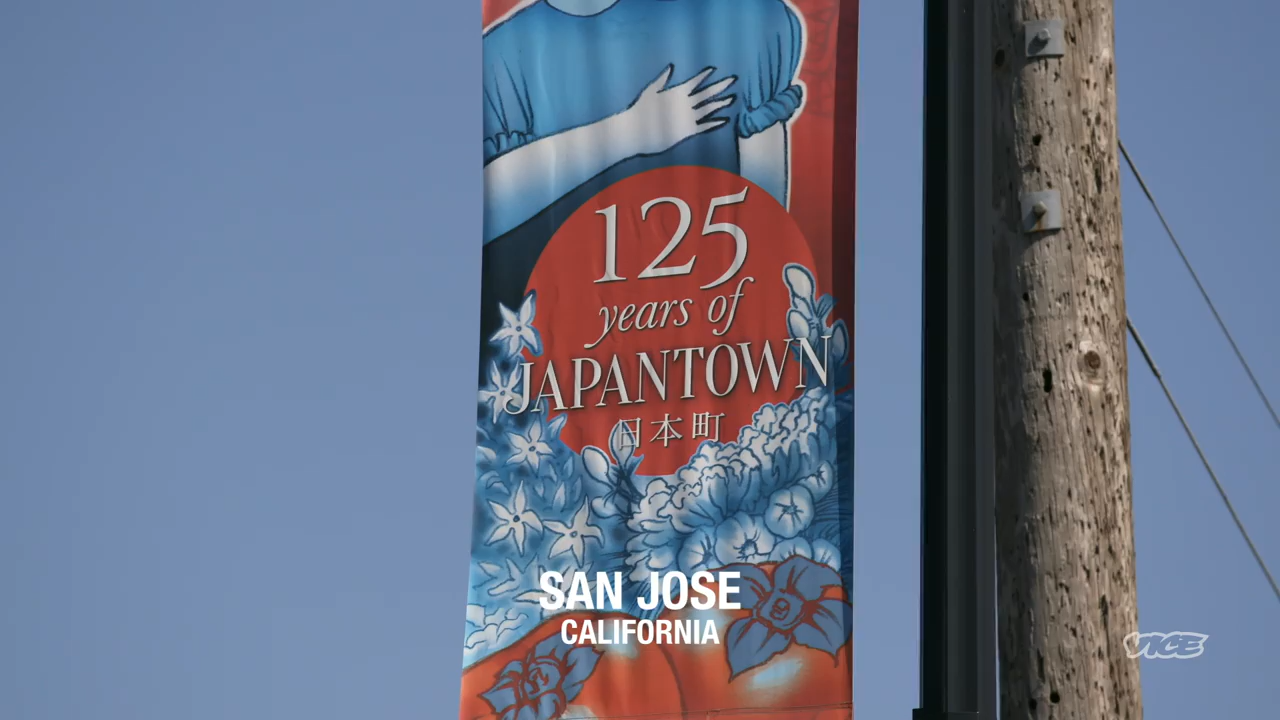 125
years of
JAPANTOWN
日本町
SAN JOSE
CALIFORNIA
VICE